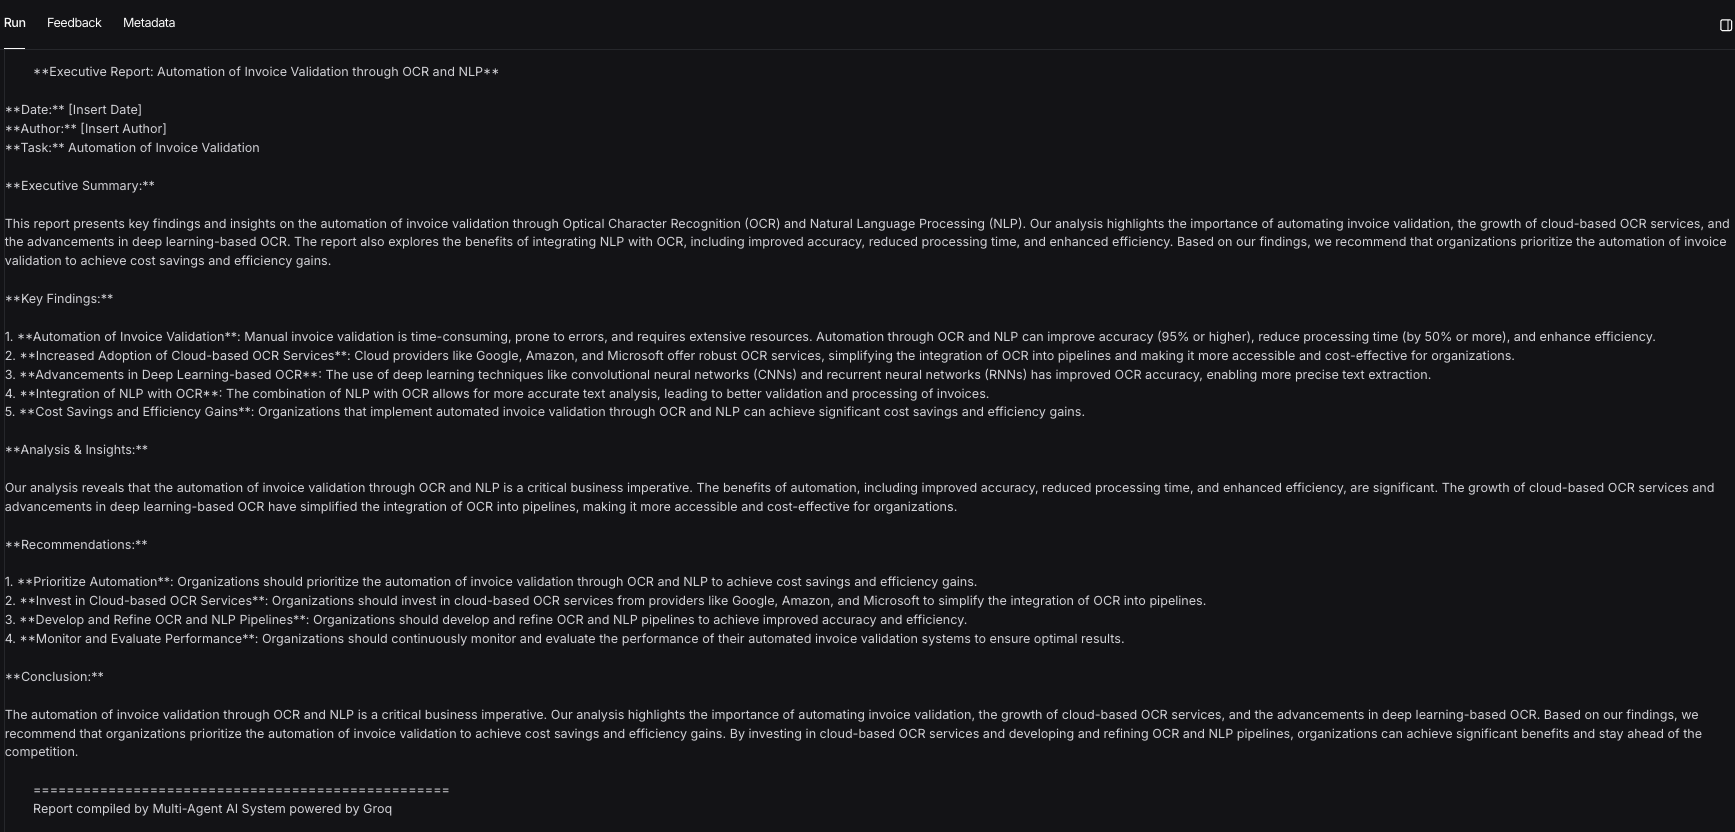 Run Feedback Metadata
**Executive Report: Automation of Invoice Validation through OCR and NLP**
**Date:** [Insert Date]
**Author:** [Insert Author]
**Task:** Automation of Invoice Validation
**Executive Summary:**
This report presents key findings and insights on the automation of invoice validation through Optical Character Recognition (OCR) and Natural Language Processing (NLP). Our analysis highlights the importance of automating invoice validation, the growth of cloud-based OCR services, and
the advancements in deep learning-based OCR. The report also explores the benefits of integrating NLP with OCR, including improved accuracy, reduced processing time, and enhanced efficiency. Based on our findings, we recommend that organizations prioritize the automation of invoice
validation to achieve cost savings and efficiency gains.
**Key Findings:**
1. **Automation of Invoice Validation**: Manual invoice validation is time-consuming, prone to errors, and requires extensive resources. Automation through OCR and NLP can improve accuracy (95% or higher), reduce processing time (by 50% or more), and enhance efficiency.
2. **Increased Adoption of Cloud-based OCR Services**: Cloud providers like Google, Amazon, and Microsoft offer robust OCR services, simplifying the integration of OCR into pipelines and making it more accessible and cost-effective for organizations.
3. **Advancements in Deep Learning-based OCR**: The use of deep learning techniques like convolutional neural networks (CNNs) and recurrent neural networks (RNNs) has improved OCR accuracy, enabling more precise text extraction.
4. **Integration of NLP with OCR**: The combination of NLP with OCR allows for more accurate text analysis, leading to better validation and processing of invoices.
5. **Cost Savings and Efficiency Gains**: Organizations that implement automated invoice validation through OCR and NLP can achieve significant cost savings and efficiency gains.
**Analysis & Insights:**
Our analysis reveals that the automation of invoice validation through OCR and NLP is a critical business imperative. The benefits of automation, including improved accuracy, reduced processing time, and enhanced efficiency, are significant. The growth of cloud-based OCR services and
advancements in deep learning-based OCR have simplified the integration of OCR into pipelines, making it more accessible and cost-effective for organizations.
**Recommendations:**
1. **Prioritize Automation**: Organizations should prioritize the automation of invoice validation through OCR and NLP to achieve cost savings and efficiency gains.
2. **Invest in Cloud-based OCR Services**: Organizations should invest in cloud-based OCR services from providers like Google, Amazon, and Microsoft to simplify the integration of OCR into pipelines.
3. **Develop and Refine OCR and NLP Pipelines**: Organizations should develop and refine OCR and NLP pipelines to achieve improved accuracy and efficiency.
4. **Monitor and Evaluate Performance**: Organizations should continuously monitor and evaluate the performance of their automated invoice validation systems to ensure optimal results.
**Conclusion:**
The automation of invoice validation through OCR and NLP is a critical business imperative. Our analysis highlights the importance of automating invoice validation, the growth of cloud-based OCR services, and the advancements in deep learning-based OCR. Based on our findings, we
recommend that organizations prioritize the automation of invoice validation to achieve cost savings and efficiency gains. By investing in cloud-based OCR services and developing and refining OCR and NLP pipelines, organizations can achieve significant benefits and stay ahead of the
competition.
==================================================
Report compiled by Multi-Agent AI System powered by Groq